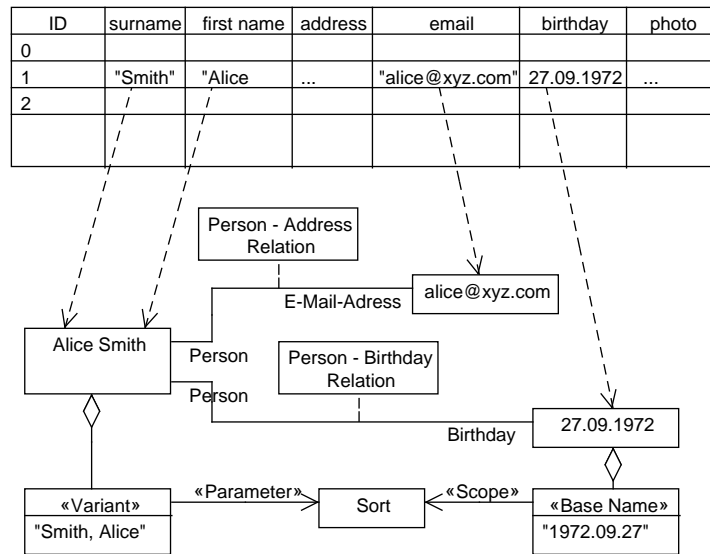 ID surname first name address email birthday photo
0
1 "Smith" "Alice ... "alice@xyz.com" 27.09.1972 ...
2
Person - Address
Relation
alice@xyz.com
E-Mail-Adress
Alice Smith
Person
Person - Birthday
Relation
Person
27.09.1972
Birthday
«Variant» «Parameter» Sort «Scope» «Base Name»
"Smith, Alice" "1972.09.27"